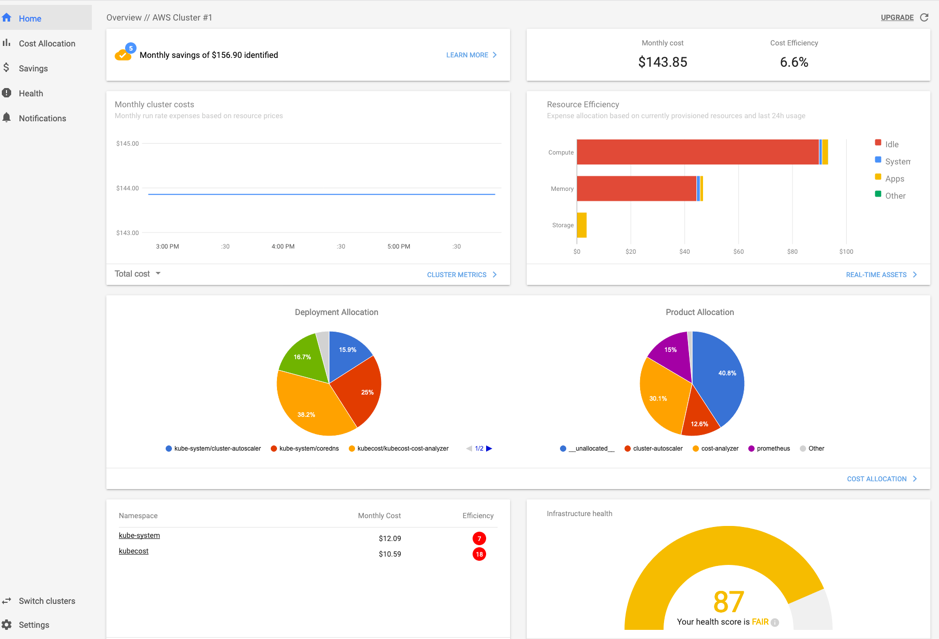 Home
Cost Allocation
Savings
Health
Notifications
Switch clusters
Settings
Overview // AWS Cluster #1
UPGRADE
5
Monthly savings of $156.90 identified
LEARN MORE
Monthly cost
Cost Efficiency
$143.85
6.6%
Monthly cluster costs
Monthly run rate expenses based on resource prices
$145.00
$144.00
$143.00
3:00 PM :30 4:00 PM :30 5:00 PM :30
Total cost
CLUSTER METRICS
Resource Efficiency
Expense allocation based on currently provisioned resources and last 24h usage
Compute
Memory
Storage
$0 $20 $40 $60 $80 $100
Idle
System
Apps
Other
REAL-TIME ASSETS
Deployment Allocation
15.9%
25%
38.2%
16.7%
kube-system/cluster-autoscaler kube-system/coredns kubecost/kubecost-cost-analyzer 1/2
Product Allocation
40.8%
12.6%
30.1%
15%
__unallocated__ cluster-autoscaler cost-analyzer prometheus Other
COST ALLOCATION
Namespace Monthly Cost Efficiency
kube-system $12.09 7
kubecost $10.59 18
Infrastructure health
87
Your health score is FAIR